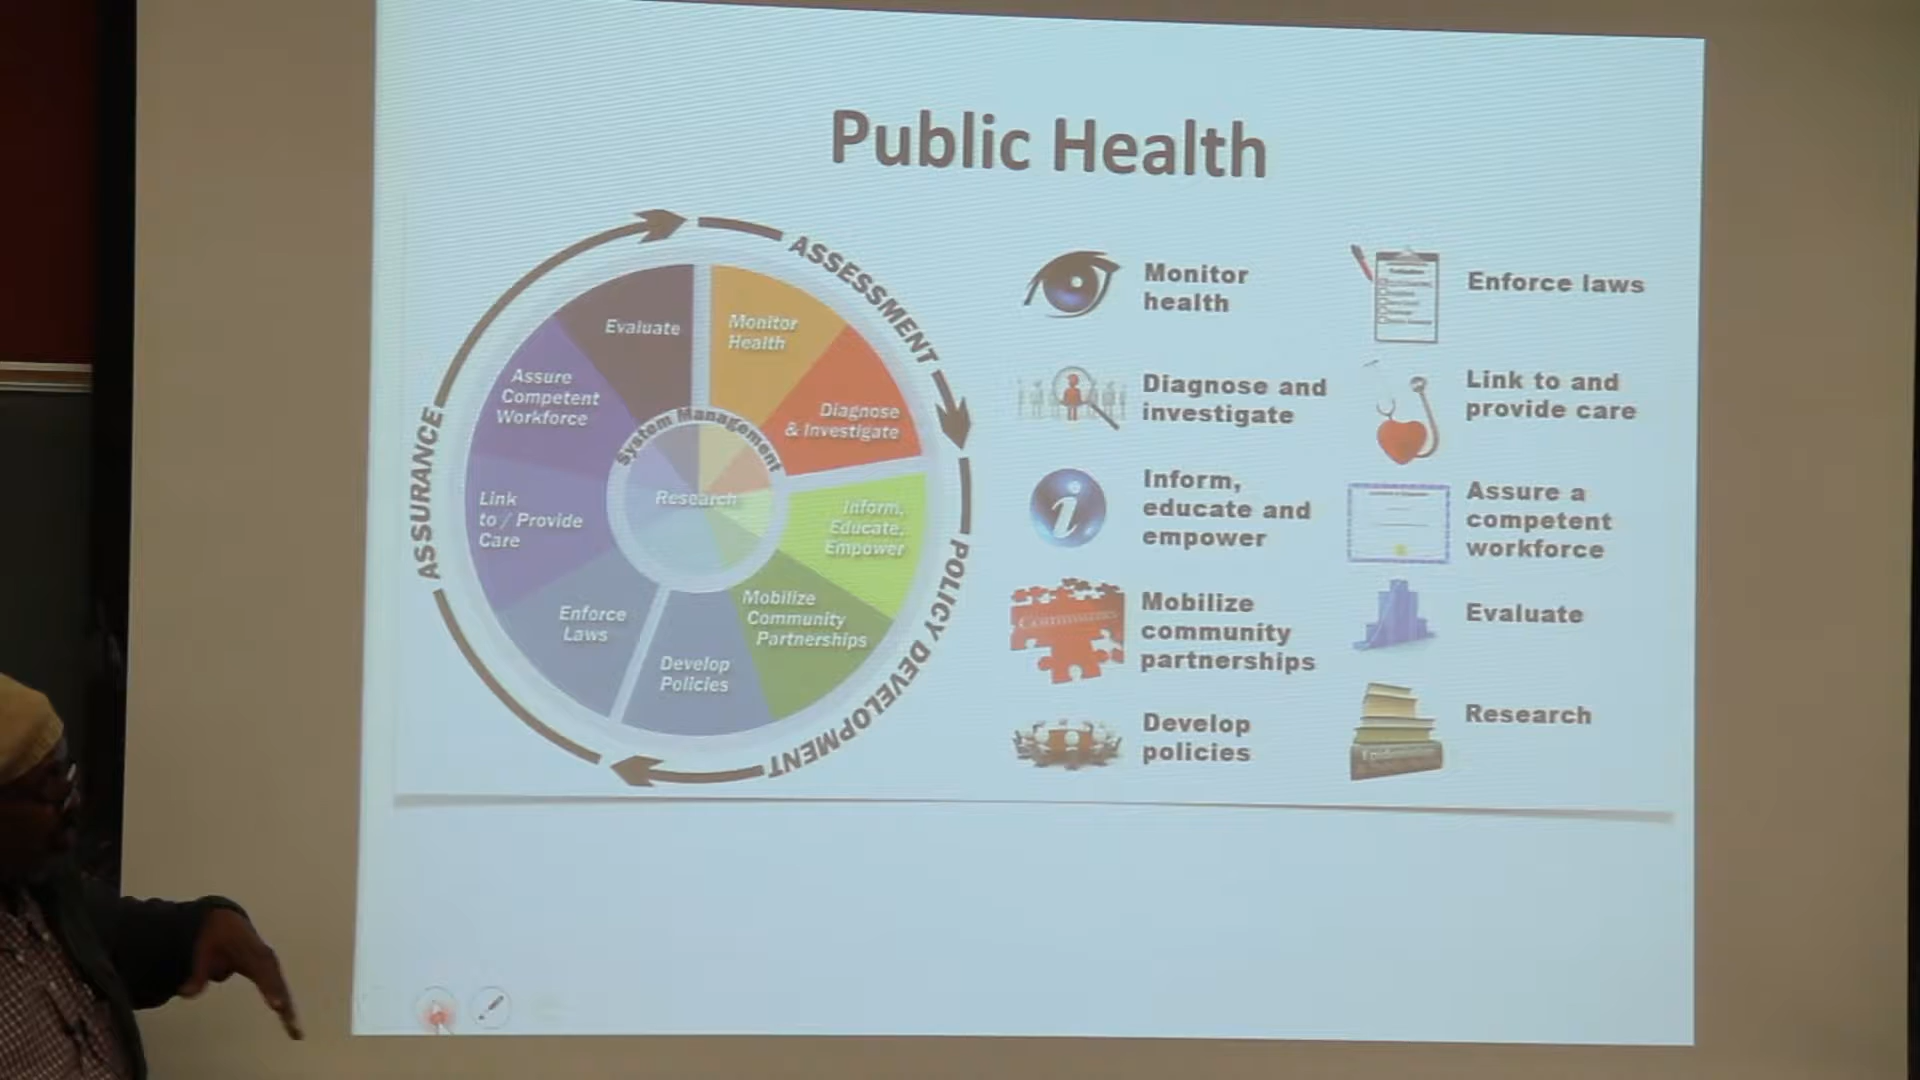 Public Health
ASSESSMENT
POLICY DEVELOPMENT
ASSURANCE
Evaluate
Monitor
Health
Diagnose
& Investigate
Inform,
Educate,
Empower
Mobilize
Community
Partnerships
Develop
Policies
Enforce
Laws
Link
to / Provide
Care
Assure
Competent
Workforce
System Management
Research
Monitor
health
Diagnose and
investigate
Inform,
educate and
empower
i
Mobilize
community
partnerships
Develop
policies
Enforce laws
Link to and
provide care
Assure a
competent
workforce
Evaluate
Research